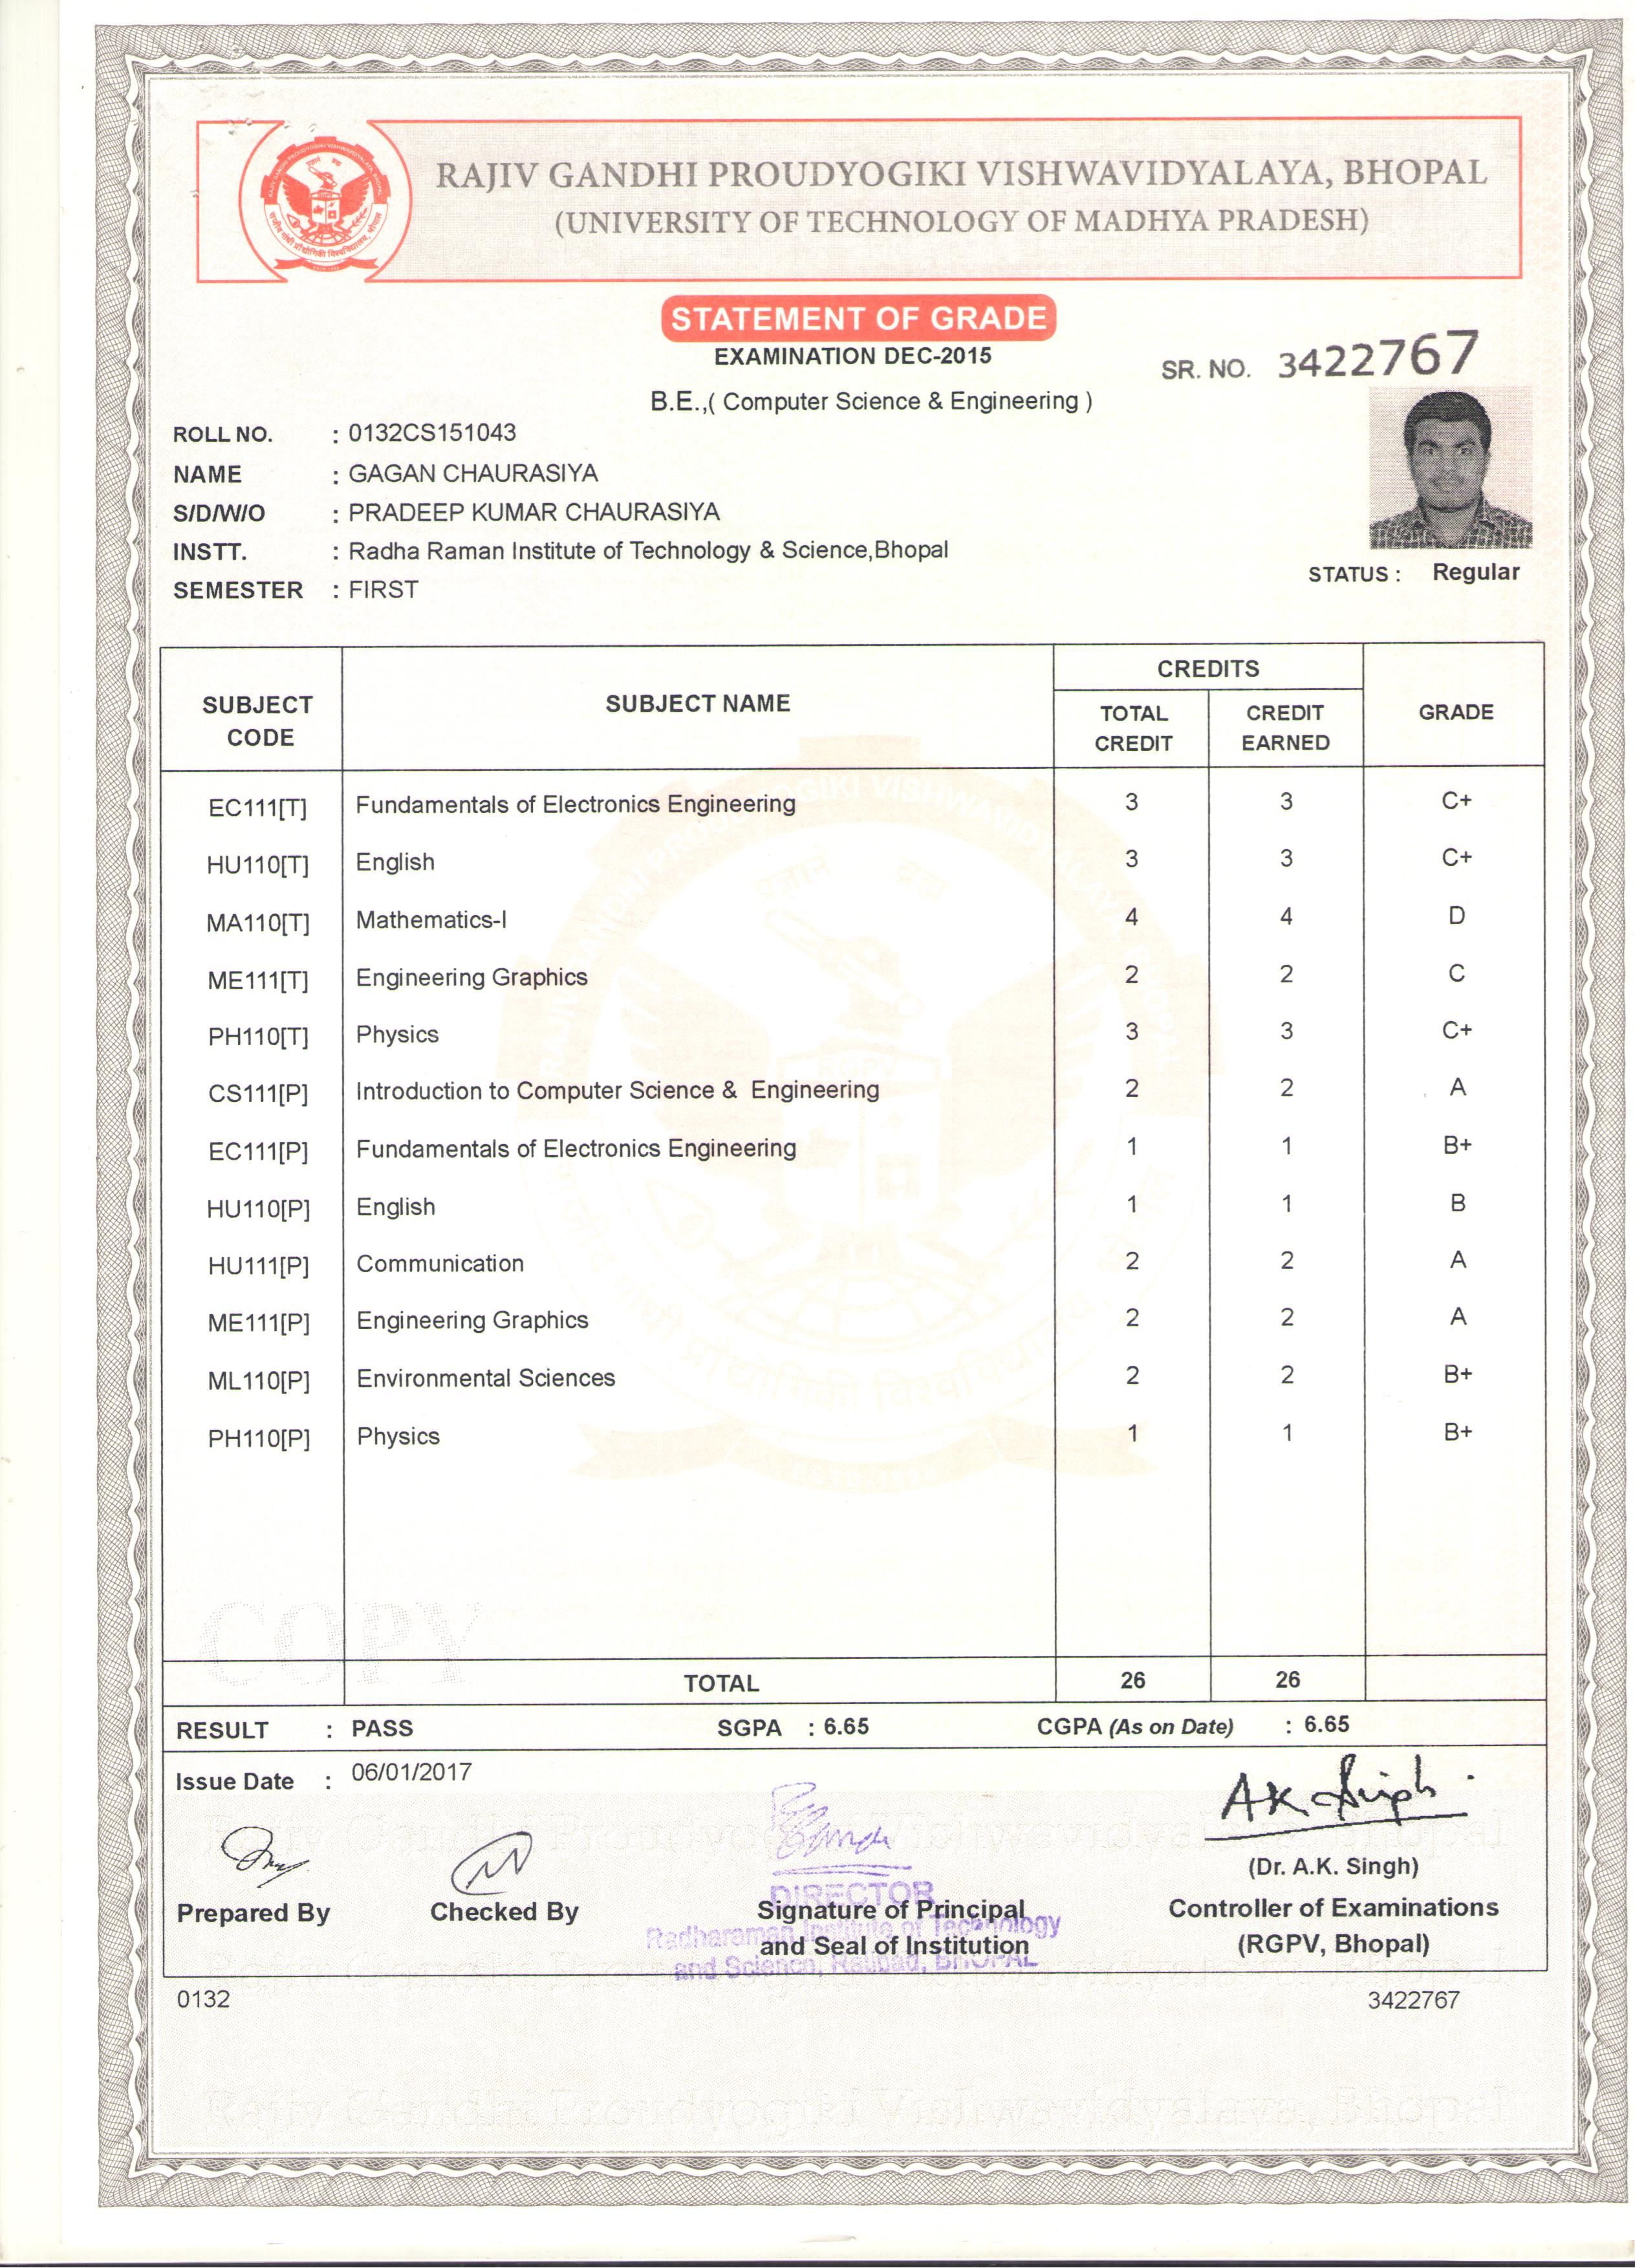 RAJIV GANDHI PROUDYOGIKI VISHWAVIDYALAYA, BHOPAL
(UNIVERSITY OF TECHNOLOGY OF MADHYA PRADESH)
STATEMENT OF GRADE
EXAMINATION DEC-2015
SR. NO. 3422767
B.E.,( Computer Science & Engineering )
ROLL NO. : 0132CS151043
NAME : GAGAN CHAURASIYA
S/D/W/O : PRADEEP KUMAR CHAURASIYA
INSTT. : Radha Raman Institute of Technology & Science,Bhopal
STATUS : Regular
SEMESTER : FIRST
SUBJECT CODE SUBJECT NAME CREDITS GRADE
TOTAL CREDIT CREDIT EARNED
EC111[T] Fundamentals of Electronics Engineering 3 3 C+
HU110[T] English 3 3 C+
MA110[T] Mathematics-I 4 4 D
ME111[T] Engineering Graphics 2 2 C
PH110[T] Physics 3 3 C+
CS111[P] Introduction to Computer Science & Engineering 2 2 A
EC111[P] Fundamentals of Electronics Engineering 1 1 B+
HU110[P] English 1 1 B
HU111[P] Communication 2 2 A
ME111[P] Engineering Graphics 2 2 A
ML110[P] Environmental Sciences 2 2 B+
PH110[P] Physics 1 1 B+
COPY
TOTAL 26 26
RESULT : PASS SGPA : 6.65 CGPA (As on Date) : 6.65
Issue Date : 06/01/2017
AK Singh
(Dr. A.K. Singh)
DIRECTOR
Prepared By Checked By Signature of Principal Controller of Examinations
Radharaman Institute of Technology
and Seal of Institution (RGPV, Bhopal)
and Science, Ratibad, BHOPAL
0132 3422767